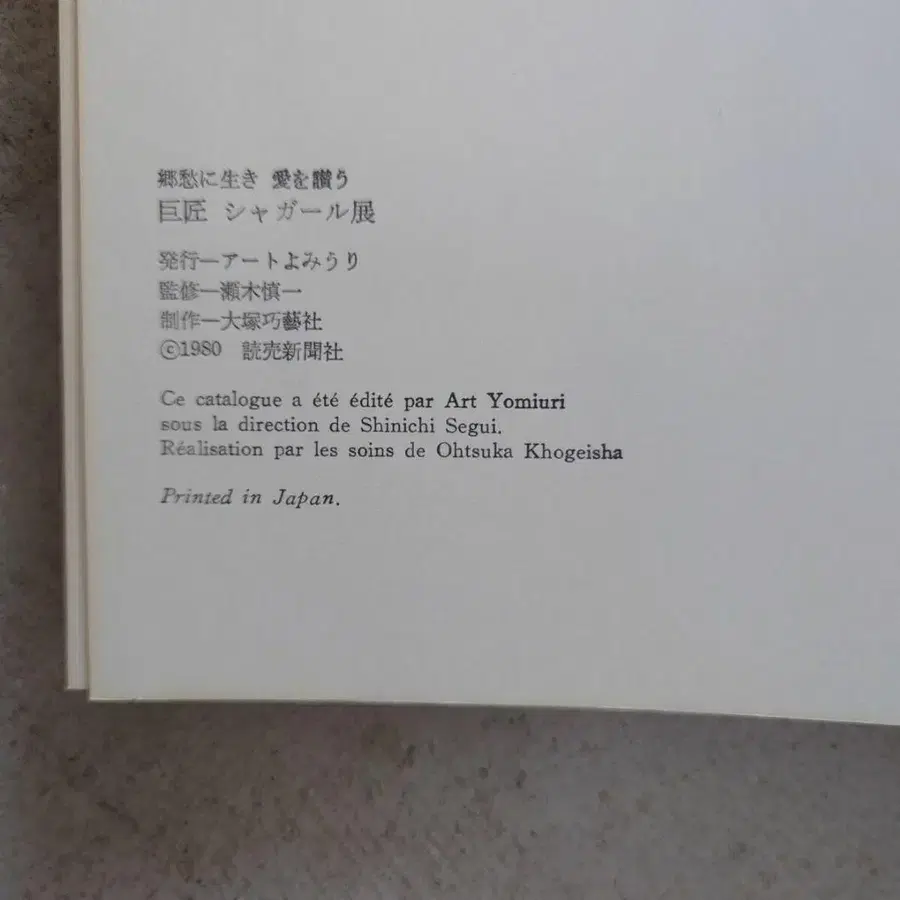 郷愁に生き 愛を讃う
巨匠 シャガール展
発行─アートよみうり
監修─瀬木慎一
制作─大塚巧藝社
©1980 読売新聞社
Ce catalogue a été édité par Art Yomiuri
sous la direction de Shinichi Segui.
Réalisation par les soins de Ohtsuka Khogeisha
Printed in Japan.